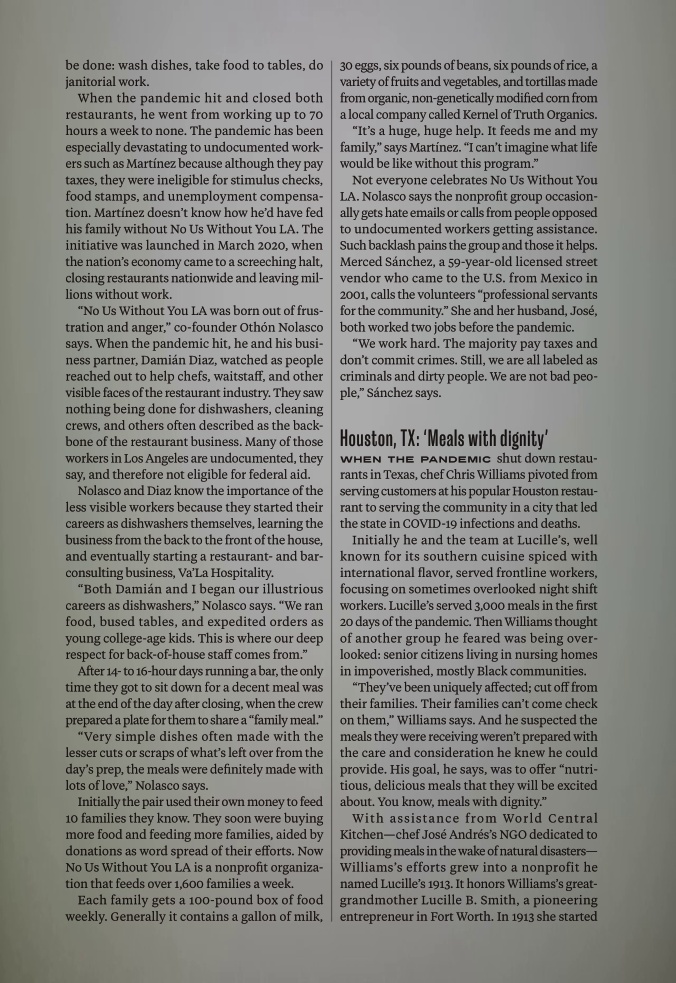 be done: wash dishes, take food to tables, do
janitorial work.
When the pandemic hit and closed both
restaurants, he went from working up to 70
hours a week to none. The pandemic has been
especially devastating to undocumented work-
ers such as Martínez because although they pay
taxes, they were ineligible for stimulus checks,
food stamps, and unemployment compensa-
tion. Martínez doesn't know how he'd have fed
his family without No Us Without You LA. The
initiative was launched in March 2020, when
the nation's economy came to a screeching halt,
closing restaurants nationwide and leaving mil-
lions without work.
"No Us Without You LA was born out of frus-
tration and anger," co-founder Othón Nolasco
says. When the pandemic hit, he and his busi-
ness partner, Damián Diaz, watched as people
reached out to help chefs, waitstaff, and other
visible faces of the restaurant industry. They saw
nothing being done for dishwashers, cleaning
crews, and others often described as the back-
bone of the restaurant business. Many of those
workers in Los Angeles are undocumented, they
say, and therefore not eligible for federal aid.
Nolasco and Diaz know the importance of the
less visible workers because they started their
careers as dishwashers themselves, learning the
business from the back to the front of the house,
and eventually starting a restaurant- and bar-
consulting business, Va'La Hospitality.
"Both Damián and I began our illustrious
careers as dishwashers," Nolasco says. "We ran
food, bused tables, and expedited orders as
young college-age kids. This is where our deep
respect for back-of-house staff comes from."
After 14- to 16-hour days running a bar, the only
time they got to sit down for a decent meal was
at the end of the day after closing, when the crew
prepared a plate for them to share a "family meal."
"Very simple dishes often made with the
lesser cuts or scraps of what's left over from the
day's prep, the meals were definitely made with
lots of love," Nolasco says.
Initially the pair used their own money to feed
10 families they know. They soon were buying
more food and feeding more families, aided by
donations as word spread of their efforts. Now
No Us Without You LA is a nonprofit organiza-
tion that feeds over 1,600 families a week.
Each family gets a 100-pound box of food
weekly. Generally it contains a gallon of milk,
30 eggs, six pounds of beans, six pounds of rice, a
variety of fruits and vegetables, and tortillas made
from organic, non-genetically modified corn from
a local company called Kernel of Truth Organics.
"It's a huge, huge help. It feeds me and my
family," says Martínez. "I can't imagine what life
would be like without this program."
Not everyone celebrates No Us Without You
LA. Nolasco says the nonprofit group occasion-
ally gets hate emails or calls from people opposed
to undocumented workers getting assistance.
Such backlash pains the group and those it helps.
Merced Sánchez, a 59-year-old licensed street
vendor who came to the U.S. from Mexico in
2001, calls the volunteers "professional servants
for the community." She and her husband, José,
both worked two jobs before the pandemic.
"We work hard. The majority pay taxes and
don't commit crimes. Still, we are all labeled as
criminals and dirty people. We are not bad peo-
ple," Sánchez says.
Houston, TX: 'Meals with dignity'
WHEN THE PANDEMIC shut down restau-
rants in Texas, chef Chris Williams pivoted from
serving customers at his popular Houston restau-
rant to serving the community in a city that led
the state in COVID-19 infections and deaths.
Initially he and the team at Lucille's, well
known for its southern cuisine spiced with
international flavor, served frontline workers,
focusing on sometimes overlooked night shift
workers. Lucille's served 3,000 meals in the first
20 days of the pandemic. Then Williams thought
of another group he feared was being over-
looked: senior citizens living in nursing homes
in impoverished, mostly Black communities.
"They've been uniquely affected; cut off from
their families. Their families can't come check
on them," Williams says. And he suspected the
meals they were receiving weren't prepared with
the care and consideration he knew he could
provide. His goal, he says, was to offer "nutri-
tious, delicious meals that they will be excited
about. You know, meals with dignity."
With assistance from World Central
Kitchen—chef José Andrés's NGO dedicated to
providing meals in the wake of natural disasters—
Williams's efforts grew into a nonprofit he
named Lucille's 1913. It honors Williams's great-
grandmother Lucille B. Smith, a pioneering
entrepreneur in Fort Worth. In 1913 she started